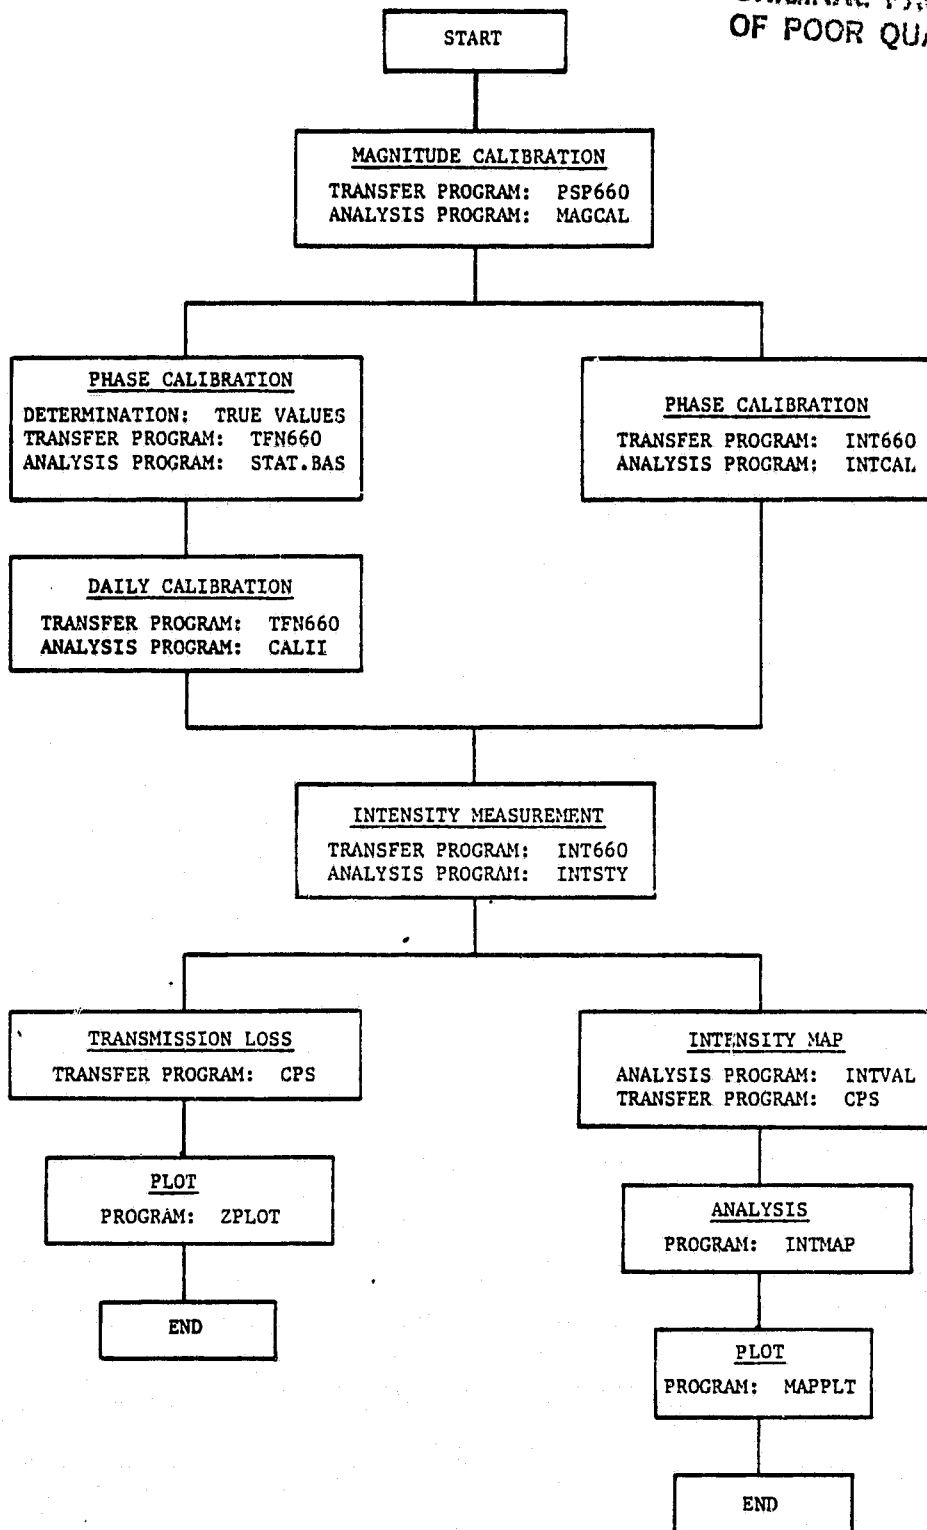 OF POOR
START
MAGNITUDE CALIBRATION
TRANSFER PROGRAM: PSP660
ANALYSIS PROGRAM: MAGCAL
PHASE CALIBRATION
DETERMINATION: TRUE VALUES
TRANSFER PROGRAM: TFN660
ANALYSIS PROGRAM: STAT.BAS
PHASE CALIBRATION
TRANSFER PROGRAM: INT660
ANALYSIS PROGRAM: INTCAL
DAILY CALIBRATION
TRANSFER PROGRAM: TFN660
ANALYSIS PROGRAM: CALII
INTENSITY MEASUREMENT
TRANSFER PROGRAM: INT660
ANALYSIS PROGRAM: INTSTY
TRANSMISSION LOSS
TRANSFER PROGRAM: CPS
INTENSITY MAP
ANALYSIS PROGRAM: INTVAL
TRANSFER PROGRAM: CPS
PLOT
PROGRAM: ZPLOT
ANALYSIS
PROGRAM: INTMAP
END
PLOT
PROGRAM: MAPPLT
END